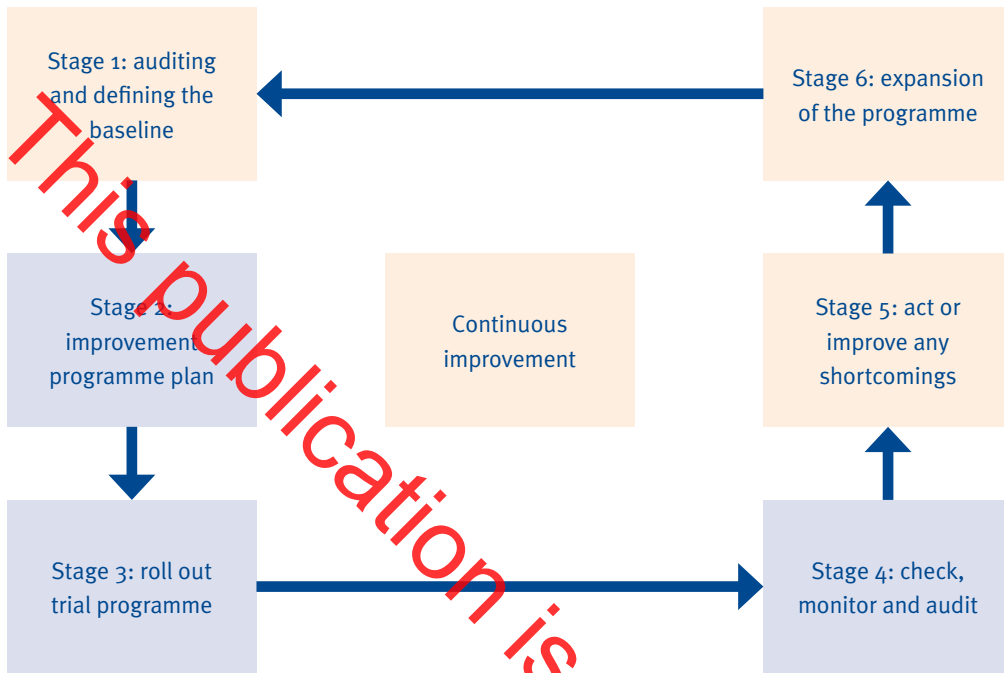 Stage 1: auditing
and defining the
baseline
Stage 6: expansion
of the programme
Stage 2:
improvement
programme plan
Continuous
improvement
Stage 5: act or
improve any
shortcomings
Stage 3: roll out
trial programme
Stage 4: check,
monitor and audit
This publication is